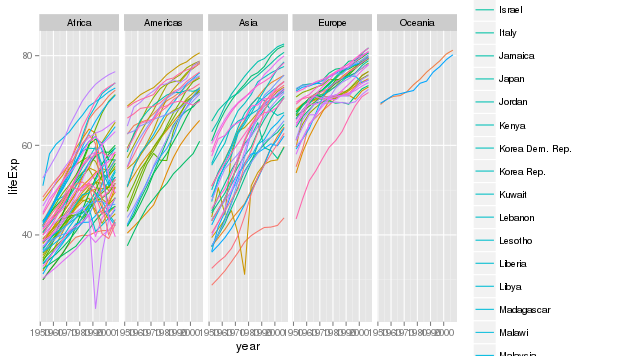 Africa Americas Asia Europe Oceania
80
60
40
lifeExp
year
Israel
Italy
Jamaica
Japan
Jordan
Kenya
Korea Dem. Rep.
Korea Rep.
Kuwait
Lebanon
Lesotho
Liberia
Libya
Madagascar
Malawi
Malaysia